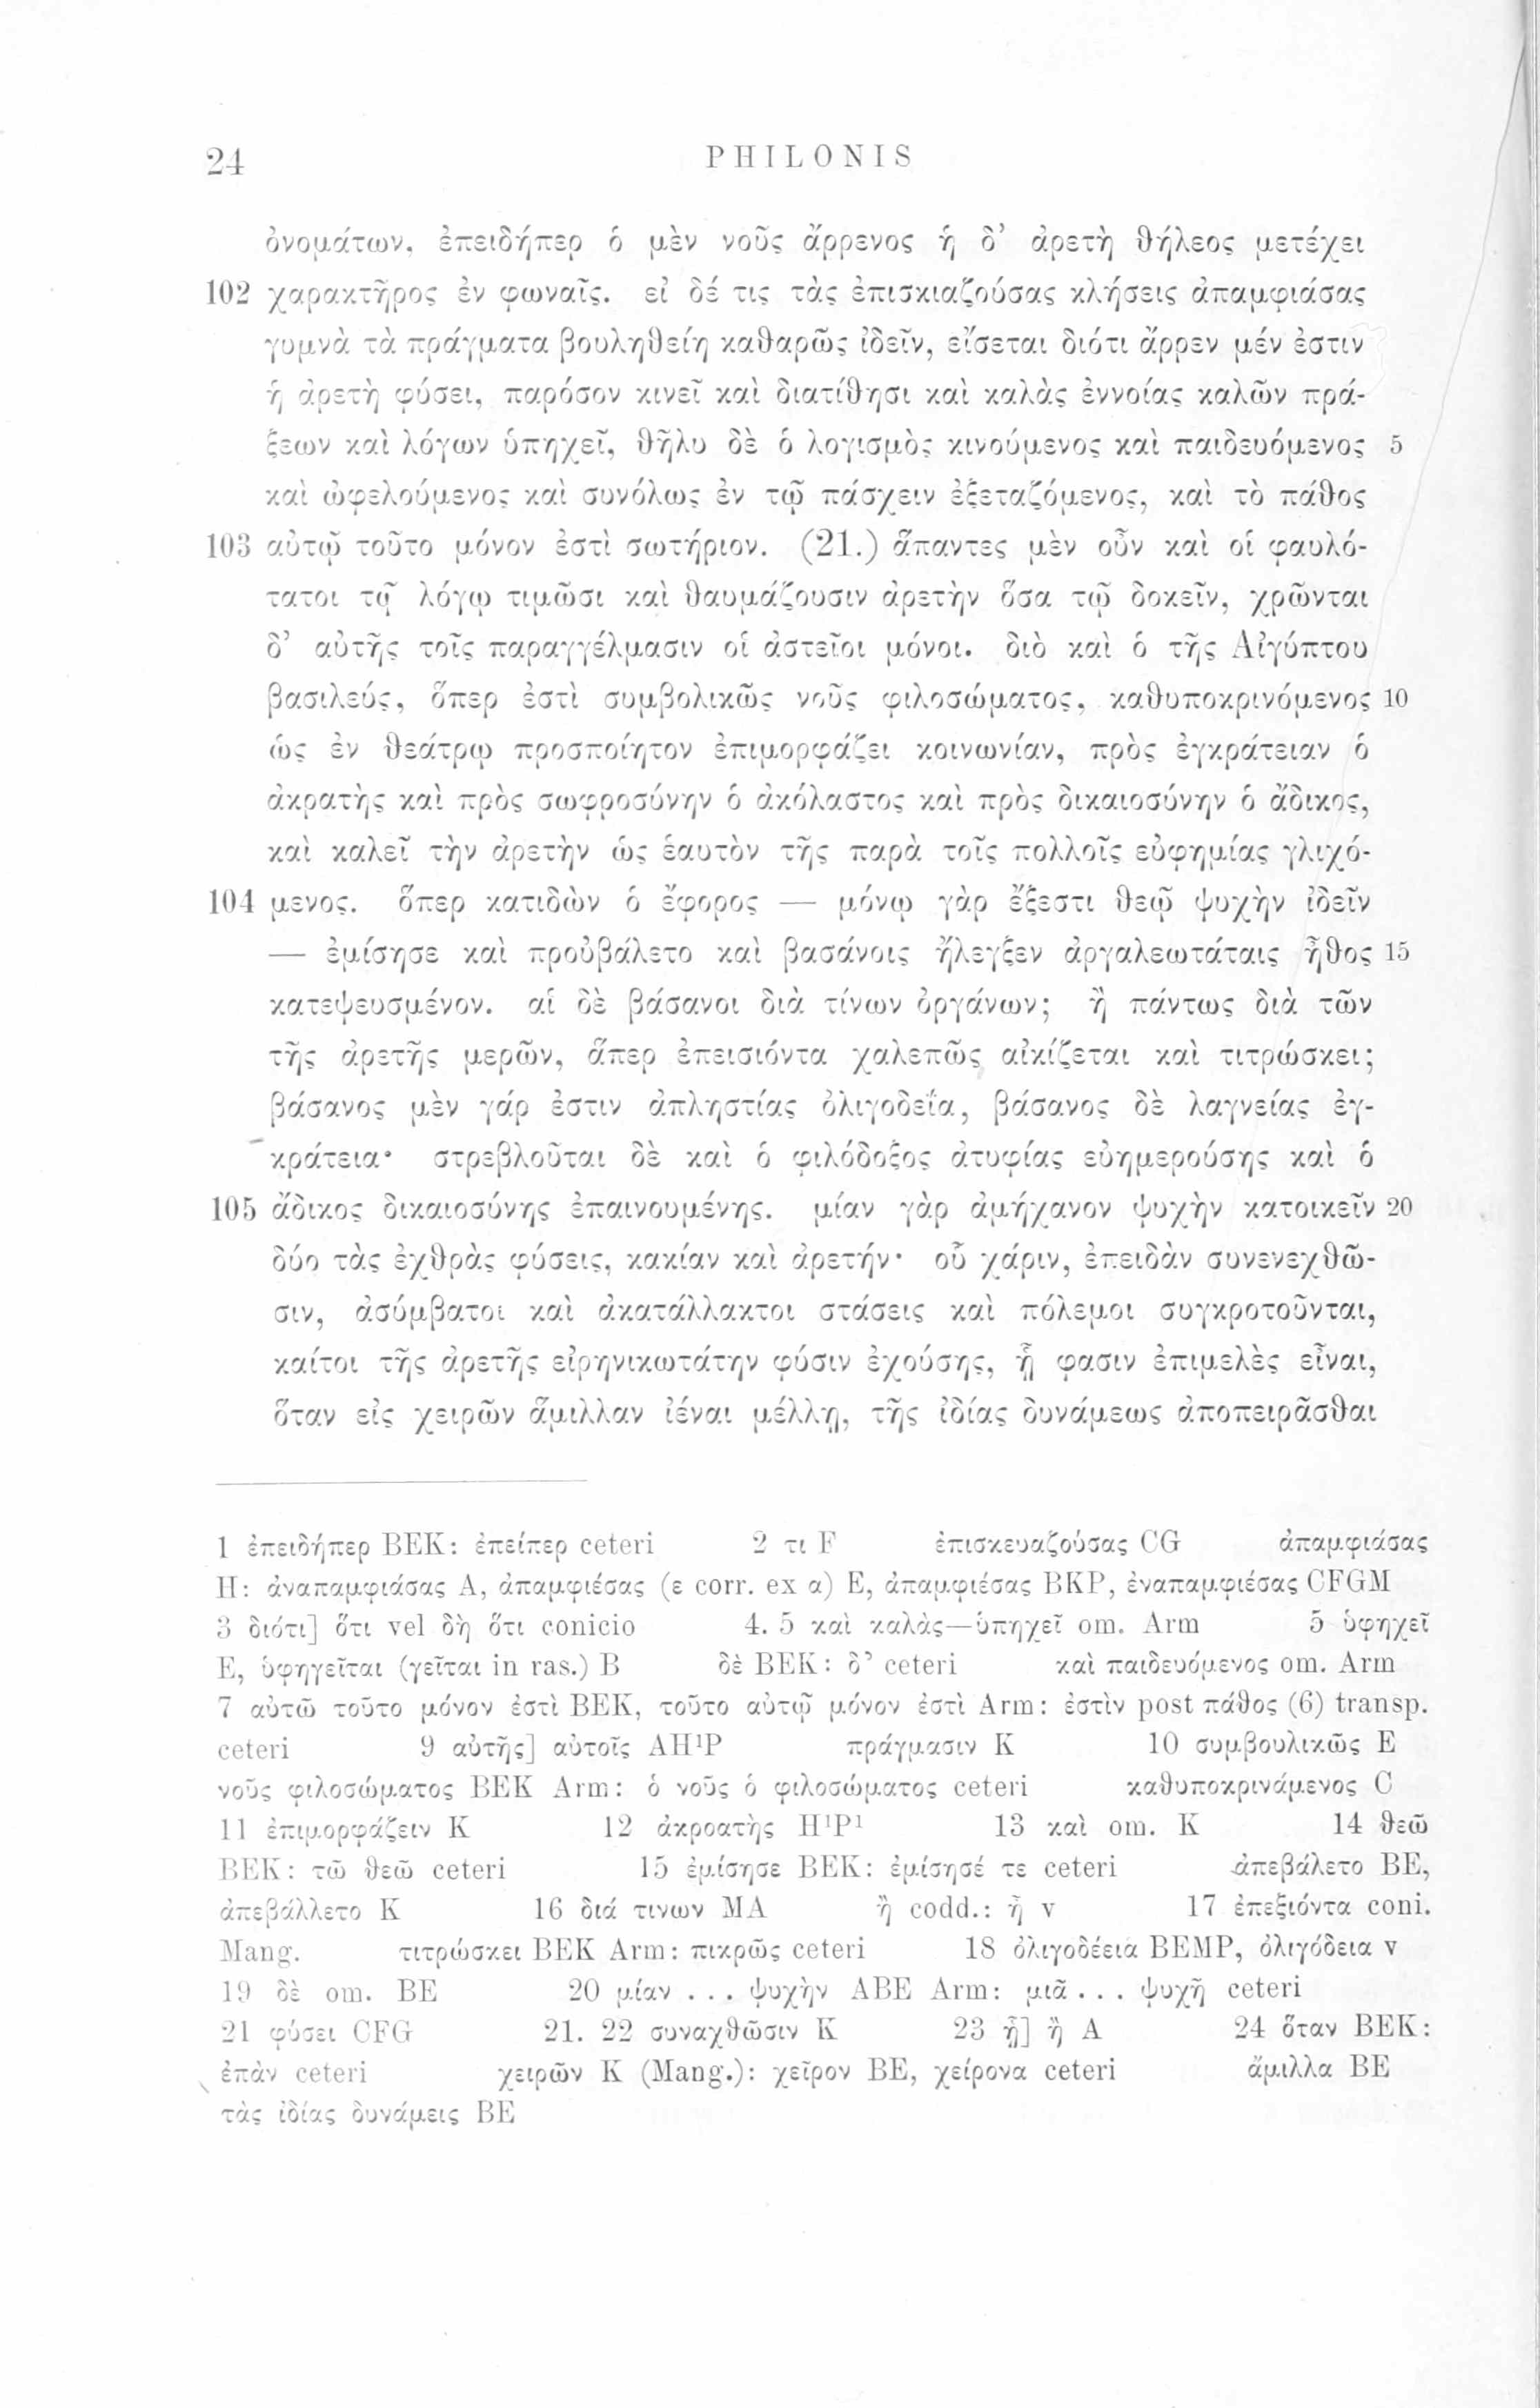 24 PHILONIS
ὀνομάτων, ἐπειδήπερ ὁ μὲν νοῦς ἄρρενος ἡ δ’ ἀρετὴ θήλεος μετέχει
102 χαρακτῆρος ἐν φωναῖς. εἰ δέ τις τὰς ἐπισκιαζούσας κλήσεις ἀπαμφιάσας
γυμνὰ τὰ πράγματα βουληθείη καθαρῶς ἰδεῖν, εἴσεται διότι ἄρρεν μέν ἐστιν
ἡ ἀρετὴ φύσει, παρόσον κινεῖ καὶ διατίθησι καὶ καλὰς ἐννοίας καλῶν πρά-
ξεων καὶ λόγων ὑπηχεῖ, θῆλυ δὲ ὁ λογισμὸς κινούμενος καὶ παιδευόμενος 5
καὶ ὠφελούμενος καὶ συνόλως ἐν τῷ πάσχειν ἐξεταζόμενος, καὶ τὸ πάθος
103 αὐτῷ τοῦτο μόνον ἐστὶ σωτήριον. (21.) ἅπαντες μὲν οὖν καὶ οἱ φαυλό-
τατοι τῷ λόγῳ τιμῶσι καὶ θαυμάζουσιν ἀρετὴν ὅσα τῷ δοκεῖν, χρῶνται
δ’ αὐτῆς τοῖς παραγγέλμασιν οἱ ἀστεῖοι μόνοι. διὸ καὶ ὁ τῆς Αἰγύπτου
βασιλεύς, ὅπερ ἐστὶ συμβολικῶς νοῦς φιλοσώματος, καθυποκρινόμενος 10
ὡς ἐν θεάτρῳ προσποίητον ἐπιμορφάζει κοινωνίαν, πρὸς ἐγκράτειαν ὁ
ἀκρατὴς καὶ πρὸς σωφροσύνην ὁ ἀκόλαστος καὶ πρὸς δικαιοσύνην ὁ ἄδικος,
καὶ καλεῖ τὴν ἀρετὴν ὡς ἑαυτὸν τῆς παρὰ τοῖς πολλοῖς εὐφημίας γλιχό-
104 μενος. ὅπερ κατιδὼν ὁ ἔφορος — μόνῳ γὰρ ἔξεστι θεῷ ψυχὴν ἰδεῖν
— ἐμίσησε καὶ προὐβάλετο καὶ βασάνοις ἤλεγξεν ἀργαλεωτάταις ἦθος 15
κατεψευσμένον. αἱ δὲ βάσανοι διὰ τίνων ὀργάνων; ἢ πάντως διὰ τῶν
τῆς ἀρετῆς μερῶν, ἅπερ ἐπεισιόντα χαλεπῶς αἰκίζεται καὶ τιτρώσκει;
βάσανος μὲν γάρ ἐστιν ἀπληστίας ὀλιγοδεΐα, βάσανος δὲ λαγνείας ἐγ-
κράτεια· στρεβλοῦται δὲ καὶ ὁ φιλόδοξος ἀτυφίας εὐημερούσης καὶ ὁ
105 ἄδικος δικαιοσύνης ἐπαινουμένης. μίαν γὰρ ἀμήχανον ψυχὴν κατοικεῖν 20
δύο τὰς ἐχθρὰς φύσεις, κακίαν καὶ ἀρετήν· οὗ χάριν, ἐπειδὰν συνενεχθῶ-
σιν, ἀσύμβατοι καὶ ἀκατάλλακτοι στάσεις καὶ πόλεμοι συγκροτοῦνται,
καίτοι τῆς ἀρετῆς εἰρηνικωτάτην φύσιν ἐχούσης, ᾗ φασιν ἐπιμελὲς εἶναι,
ὅταν εἰς χειρῶν ἅμιλλαν ἰέναι μέλλῃ, τῆς ἰδίας δυνάμεως ἀποπειρᾶσθαι
1 ἐπειδήπερ BEK: ἐπείπερ ceteri 2 τι F ἐπισκευαζούσας CG ἀπαμφιάσας
H: ἀναπαμφιάσας A, ἀπαμφιέσας (ε corr. ex α) E, ἀπαμφιέσας BKP, ἐναπαμφιέσας CFGM
3 διότι] ὅτι vel δὴ ὅτι conicio 4. 5 καὶ καλὰς—ὑπηχεῖ om. Arm 5 ὑφηχεῖ
E, ὑφηγεῖται (γεῖται in ras.) B δὲ BEK: δ’ ceteri καὶ παιδευόμενος om. Arm
7 αὐτῶ τοῦτο μόνον ἐστὶ BEK, τοῦτο αὐτῷ μόνον ἐστὶ Arm: ἐστὶν post πάθος (6) transp.
ceteri 9 αὐτῆς] αὐτοῖς AH¹P πράγμασιν K 10 συμβουλικῶς E
νοῦς φιλοσώματος BEK Arm: ὁ νοῦς ὁ φιλοσώματος ceteri καθυποκρινάμενος C
11 ἐπιμορφάζειν K 12 ἀκροατὴς H¹P¹ 13 καὶ om. K 14 θεῶ
BEK: τῶ θεῶ ceteri 15 ἐμίσησε BEK: ἐμίσησέ τε ceteri ἀπεβάλετο BE,
ἀπεβάλλετο K 16 διά τινων MA ἢ codd.: ἦ v 17 ἐπεξιόντα coni.
Mang. τιτρώσκει BEK Arm: πικρῶς ceteri 18 ὀλιγοδέεια BEMP, ὀλιγόδεια v
19 δὲ om. BE 20 μίαν . . . ψυχὴν ABE Arm: μιᾶ . . . ψυχῆ ceteri
21 φύσει CFG 21. 22 συναχθῶσιν K 23 ᾗ] ἢ A 24 ὅταν BEK:
ἐπὰν ceteri χειρῶν K (Mang.): χεῖρον BE, χείρονα ceteri ἅμιλλα BE
τὰς ἰδίας δυνάμεις BE